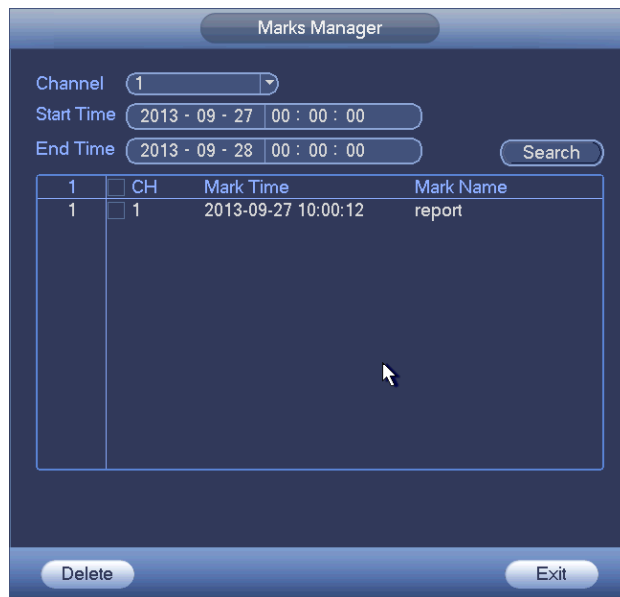 Marks Manager
Channel 1
Start Time 2013 - 09 - 27 00 : 00 : 00
End Time 2013 - 09 - 28 00 : 00 : 00
Search
1 CH Mark Time Mark Name
1 1 2013-09-27 10:00:12 report
Delete Exit